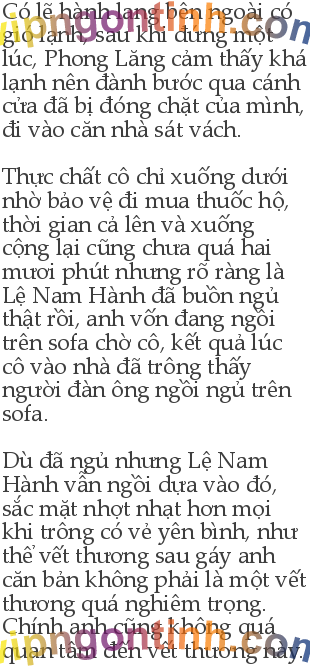 Có lẽ hành lang bên ngoài có
gió lạnh, sau khi đứng một
lúc, Phong Lăng cảm thấy khá
lạnh nên đành bước qua cánh
cửa đã bị đóng chặt của mình,
đi vào căn nhà sát vách.
Thực chất cô chỉ xuống dưới
nhờ bảo vệ đi mua thuốc hộ,
thời gian cả lên và xuống
cộng lại cũng chưa quá hai
mươi phút nhưng rõ ràng là
Lệ Nam Hành đã buồn ngủ
thật rồi, anh vốn đang ngồi
trên sofa chờ cô, kết quả lúc
cô vào nhà đã trông thấy
người đàn ông ngồi ngủ trên
sofa.
Dù đã ngủ nhưng Lệ Nam
Hành vẫn ngồi dựa vào đó,
sắc mặt nhợt nhạt hơn mọi
khi trông có vẻ yên bình, như
thể vết thương sau gáy anh
căn bản không phải là một vết
thương quá nghiêm trọng.
Chính anh cũng không quá
quan tâm đến vết thương này,